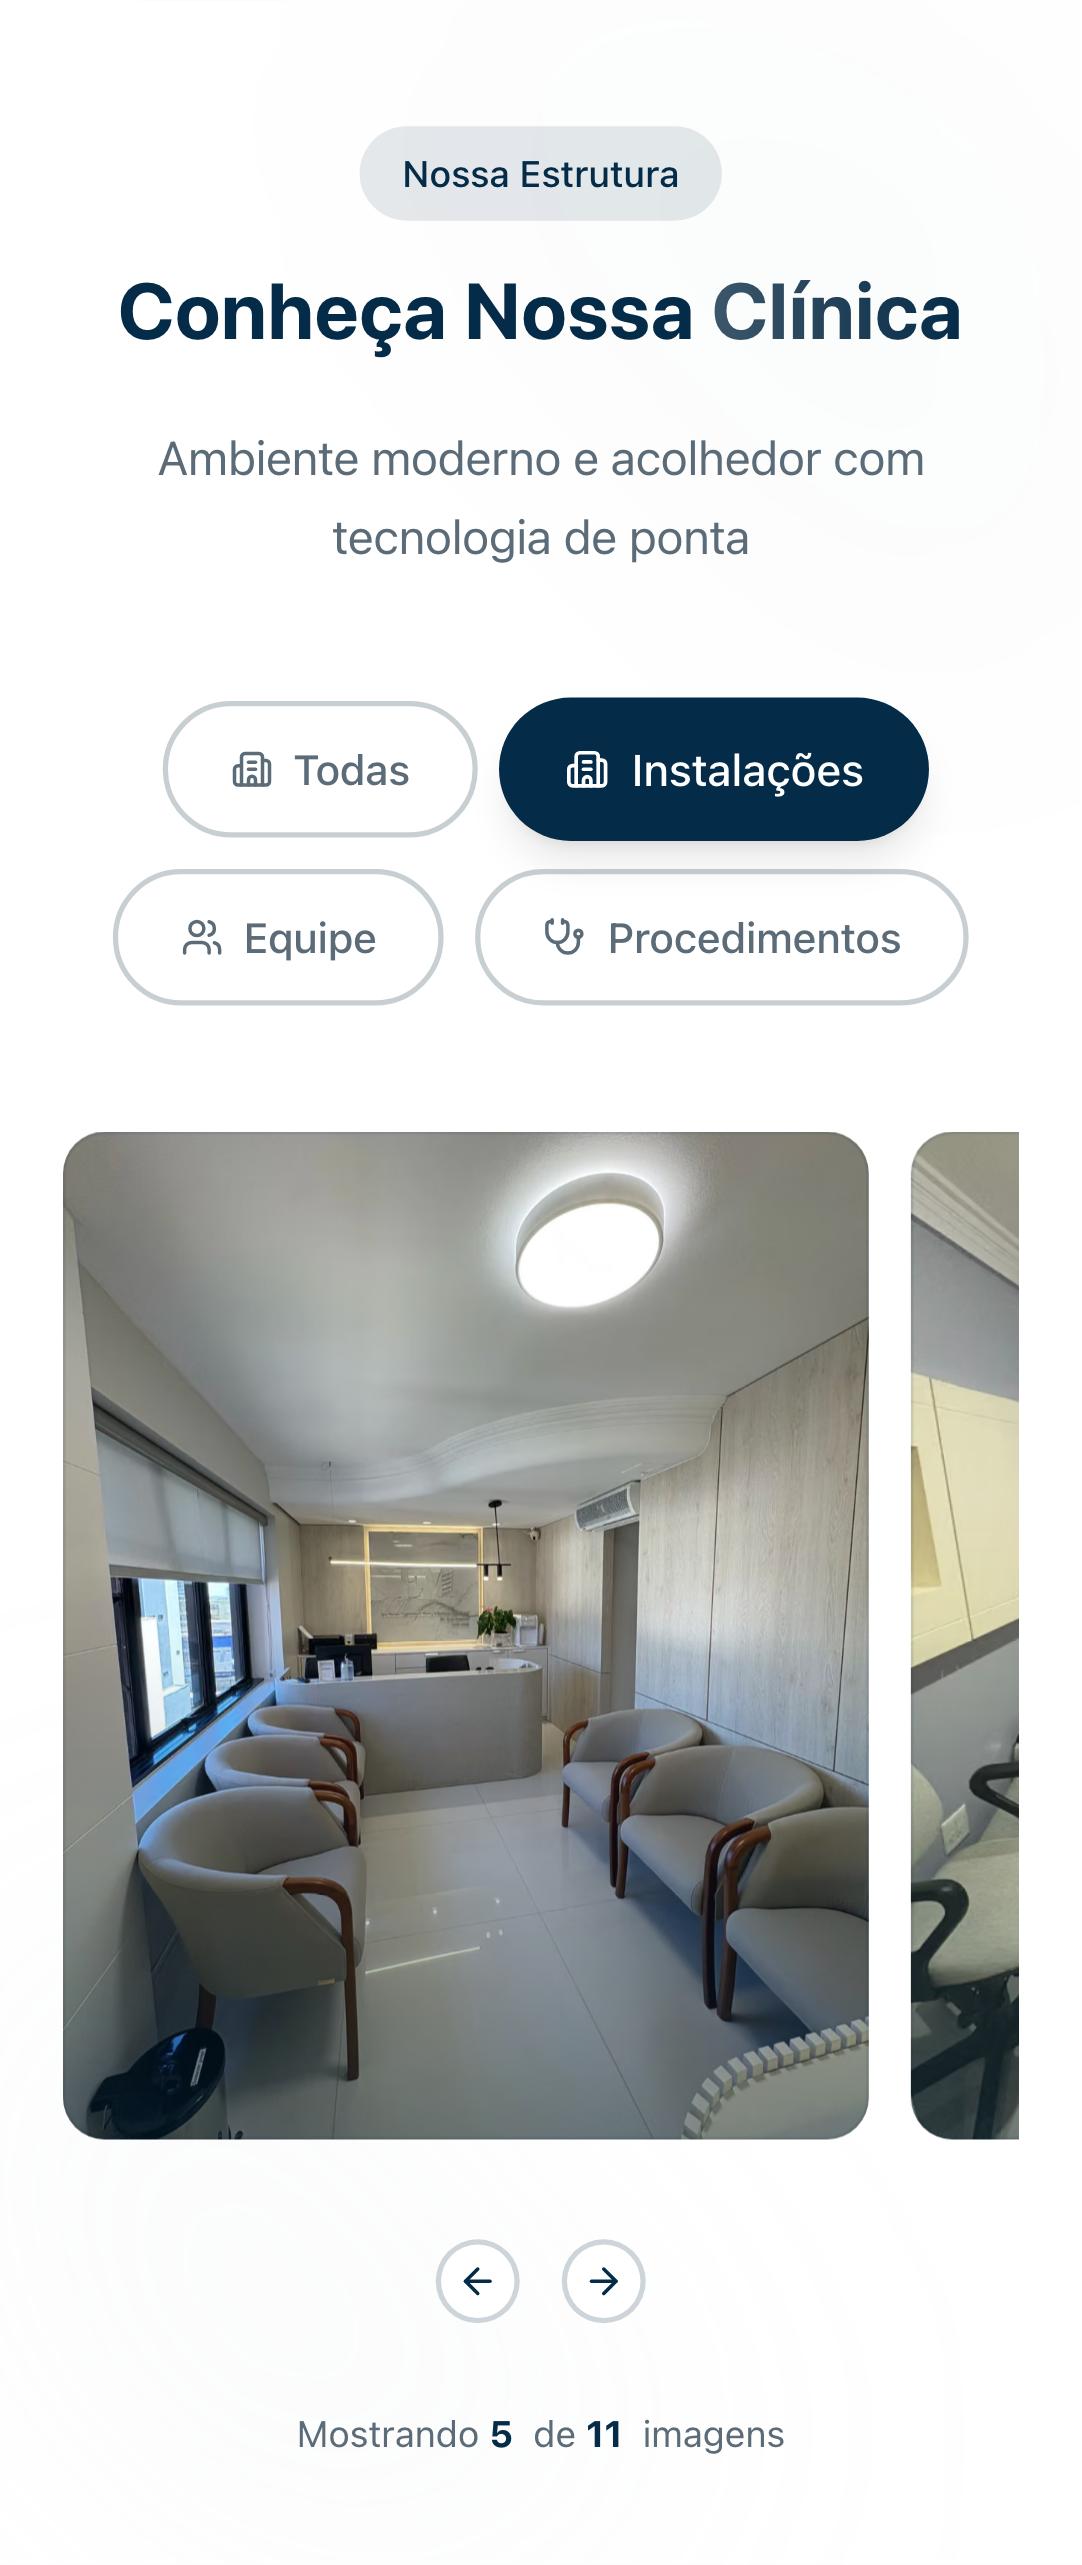 Nossa Estrutura
Conheça Nossa Clínica
Ambiente moderno e acolhedor com
tecnologia de ponta
Todas
Instalações
Equipe
Procedimentos
Mostrando 5 de 11 imagens